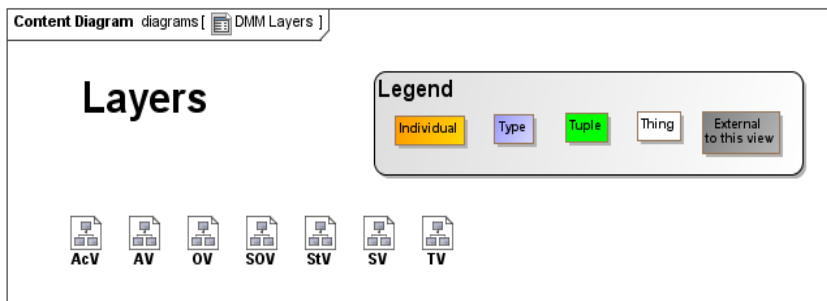 Content Diagram diagrams [ DMM Layers ]
Layers
Legend
Individual
Type
Tuple
Thing
External
to this view
AcV AV OV SOV StV SV TV